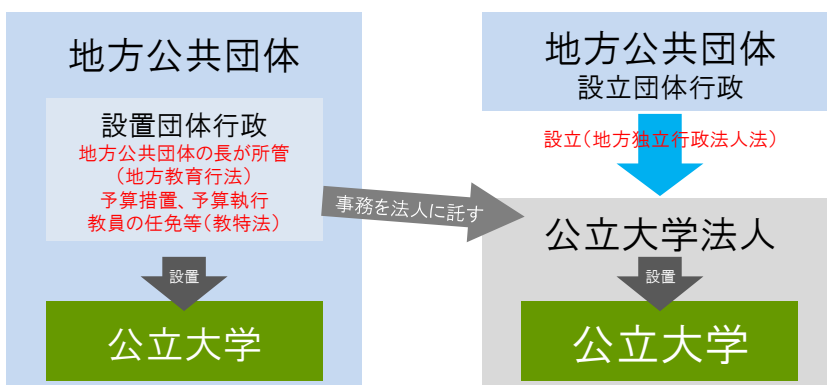 地方公共団体
設置団体行政
地方公共団体の長が所管
（地方教育行法）
予算措置、予算執行
教員の任免等（教特法）
設置
公立大学
事務を法人に託す
地方公共団体
設立団体行政
設立（地方独立行政法人法）
公立大学法人
設置
公立大学